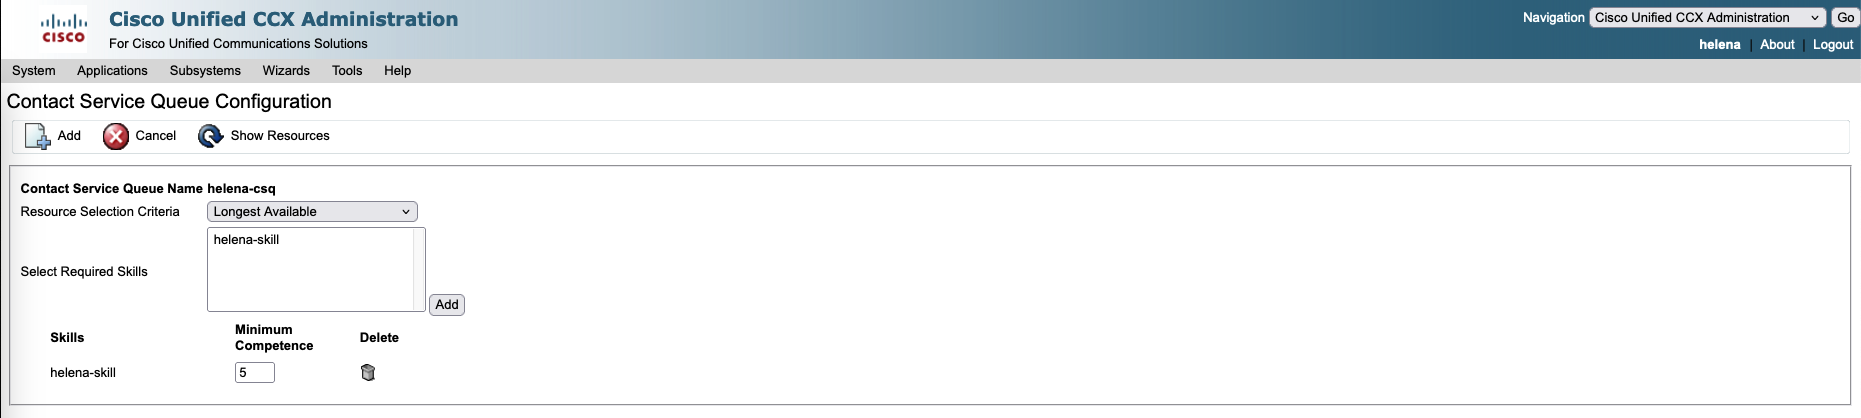 Cisco Unified CCX Administration
For Cisco Unified Communications Solutions
CISCO
Navigation Cisco Unified CCX Administration Go
helena | About | Logout
System Applications Subsystems Wizards Tools Help
Contact Service Queue Configuration
Add Cancel Show Resources
Contact Service Queue Name helena-csq
Resource Selection Criteria Longest Available
helena-skill
Select Required Skills
Add
Skills Minimum Competence Delete
helena-skill 5